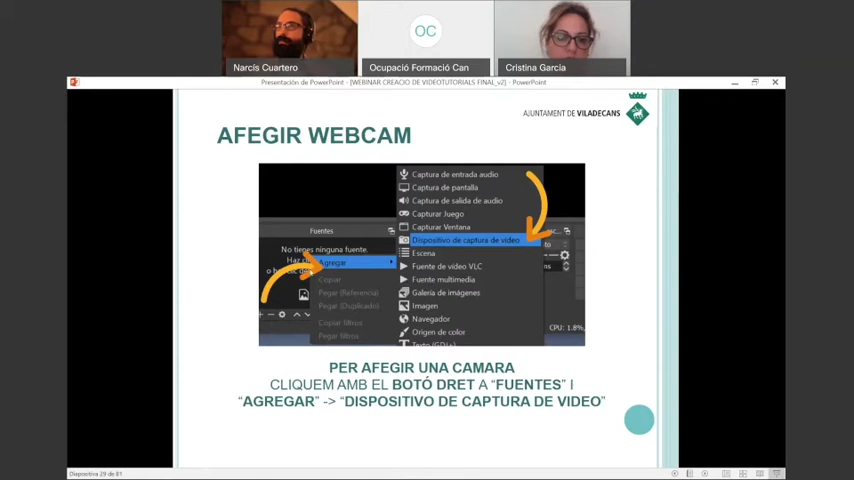 OC
Narcís Cuartero
Ocupació Formació Can
Cristina Garcia
Presentación de PowerPoint - [WEBINAR CREACIO DE VIDEOTUTORIALS FINAL_v2] - PowerPoint
AJUNTAMENT DE VILADECANS
AFEGIR WEBCAM
Captura de entrada audio
Captura de pantalla
Captura de salida de audio
Capturar Juego
Capturar Ventana
Dispositivo de captura de video
Escena
Fuente de vídeo VLC
Fuente multimedia
Galería de imágenes
Imagen
Navegador
Origen de color
Texto (GDI+)
Fuentes
No tienes ninguna fuente.
Agregar
Copiar
Pegar (Referencia)
Pegar (Duplicado)
Copiar filtros
Pegar filtros
CPU: 1.8%
PER AFEGIR UNA CAMARA
CLIQUEM AMB EL BOTÓ DRET A “FUENTES” I
“AGREGAR” -> “DISPOSITIVO DE CAPTURA DE VIDEO”
Diapositiva 29 de 81